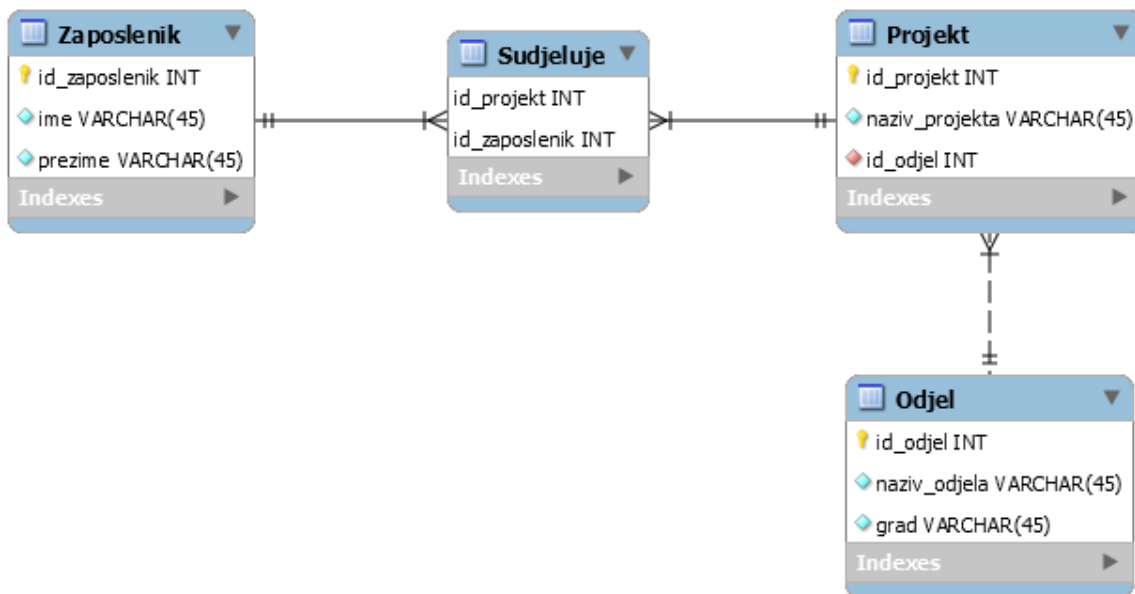 Zaposlenik
id_zaposlenik INT
ime VARCHAR(45)
prezime VARCHAR(45)
Indexes
Sudjeluje
id_projekt INT
id_zaposlenik INT
Indexes
Projekt
id_projekt INT
naziv_projekta VARCHAR(45)
id_odjel INT
Indexes
Odjel
id_odjel INT
naziv_odjela VARCHAR(45)
grad VARCHAR(45)
Indexes